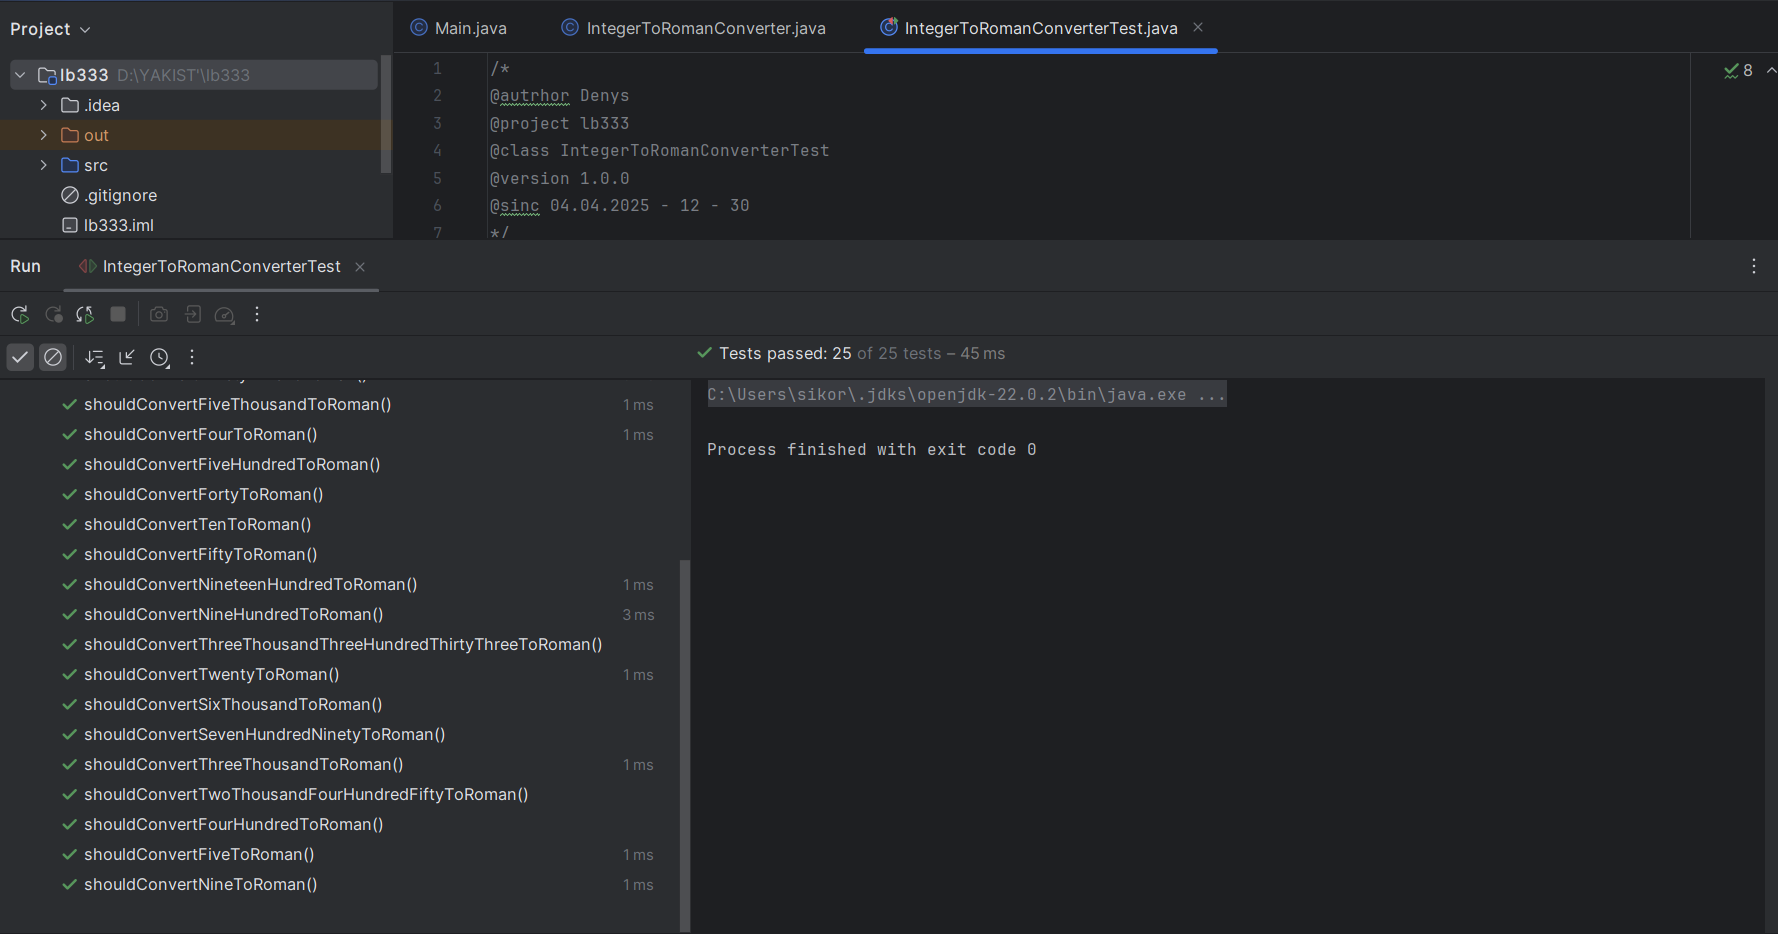 Project
Main.java
IntegerToRomanConverter.java
IntegerToRomanConverterTest.java
lb333 D:\YAKIST'\lb333
.idea
out
src
.gitignore
lb333.iml
1 /*
2 @autrhor Denys
3 @project lb333
4 @class IntegerToRomanConverterTest
5 @version 1.0.0
6 @sinc 04.04.2025 - 12 - 30
7 */
8
Run IntegerToRomanConverterTest
Tests passed: 25 of 25 tests – 45 ms
shouldConvertFiveThousandToRoman() 1 ms
shouldConvertFourToRoman() 1 ms
shouldConvertFiveHundredToRoman()
shouldConvertFortyToRoman()
shouldConvertTenToRoman()
shouldConvertFiftyToRoman()
shouldConvertNineteenHundredToRoman() 1 ms
shouldConvertNineHundredToRoman() 3 ms
shouldConvertThreeThousandThreeHundredThirtyThreeToRoman()
shouldConvertTwentyToRoman() 1 ms
shouldConvertSixThousandToRoman()
shouldConvertSevenHundredNinetyToRoman()
shouldConvertThreeThousandToRoman() 1 ms
shouldConvertTwoThousandFourHundredFiftyToRoman()
shouldConvertFourHundredToRoman()
shouldConvertFiveToRoman() 1 ms
shouldConvertNineToRoman() 1 ms
C:\Users\sikor\.jdks\openjdk-22.0.2\bin\java.exe ...
Process finished with exit code 0